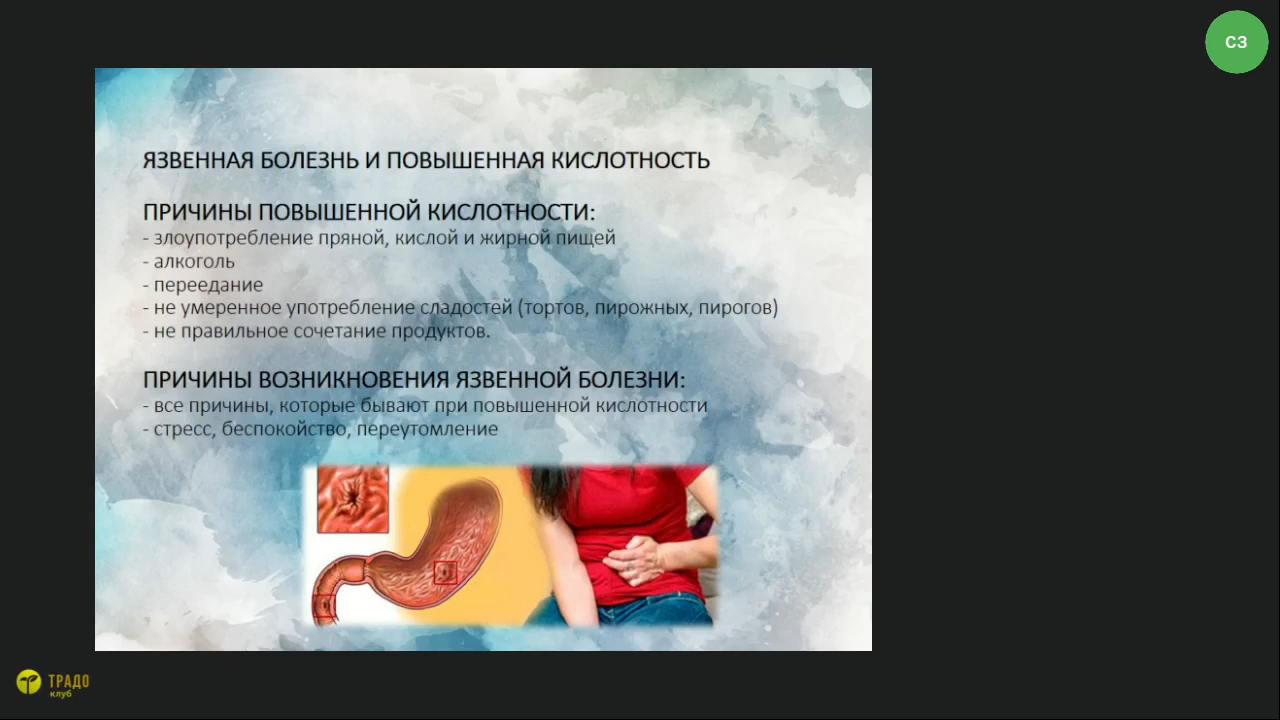 СЗ
ЯЗВЕННАЯ БОЛЕЗНЬ И ПОВЫШЕННАЯ КИСЛОТНОСТЬ
ПРИЧИНЫ ПОВЫШЕННОЙ КИСЛОТНОСТИ:
- злоупотребление пряной, кислой и жирной пищей
- алкоголь
- переедание
- не умеренное употребление сладостей (тортов, пирожных, пирогов)
- не правильное сочетание продуктов.
ПРИЧИНЫ ВОЗНИКНОВЕНИЯ ЯЗВЕННОЙ БОЛЕЗНИ:
- все причины, которые бывают при повышенной кислотности
- стресс, беспокойство, переутомление
ТРАДО
клуб